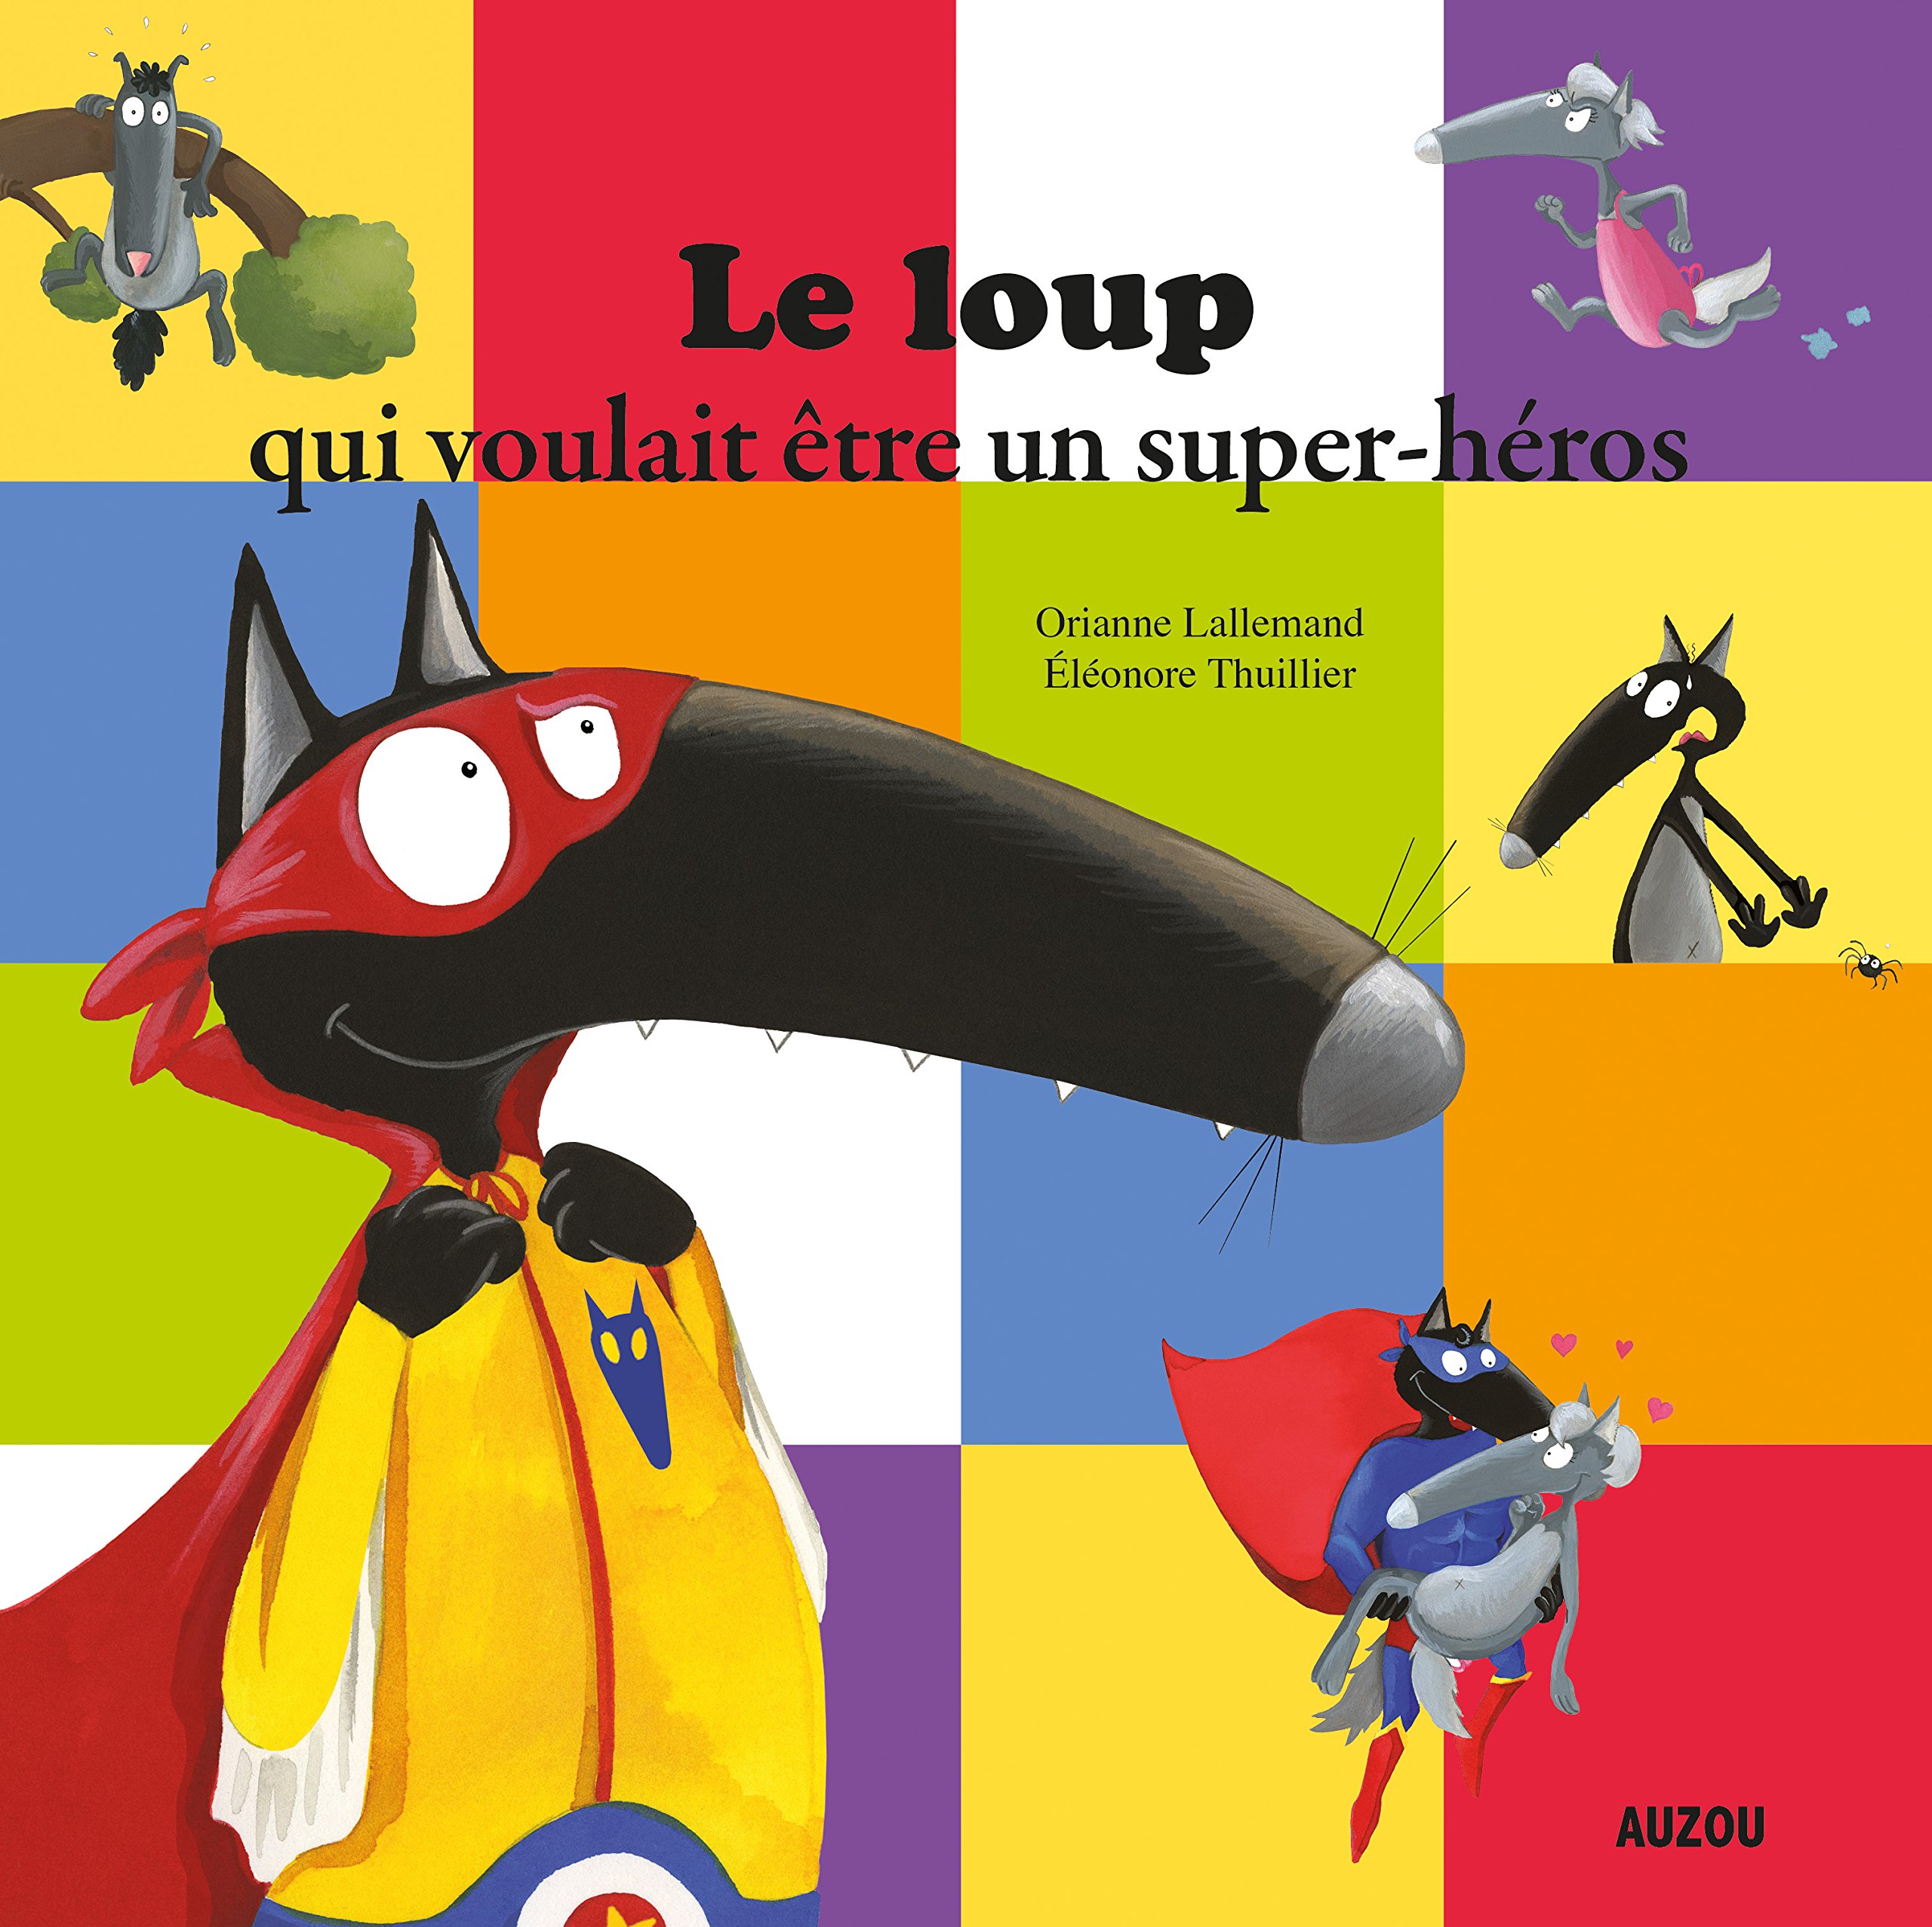 Le loup
qui voulait être un super-héros
Orianne Lallemand
Éléonore Thuillier
AUZOU